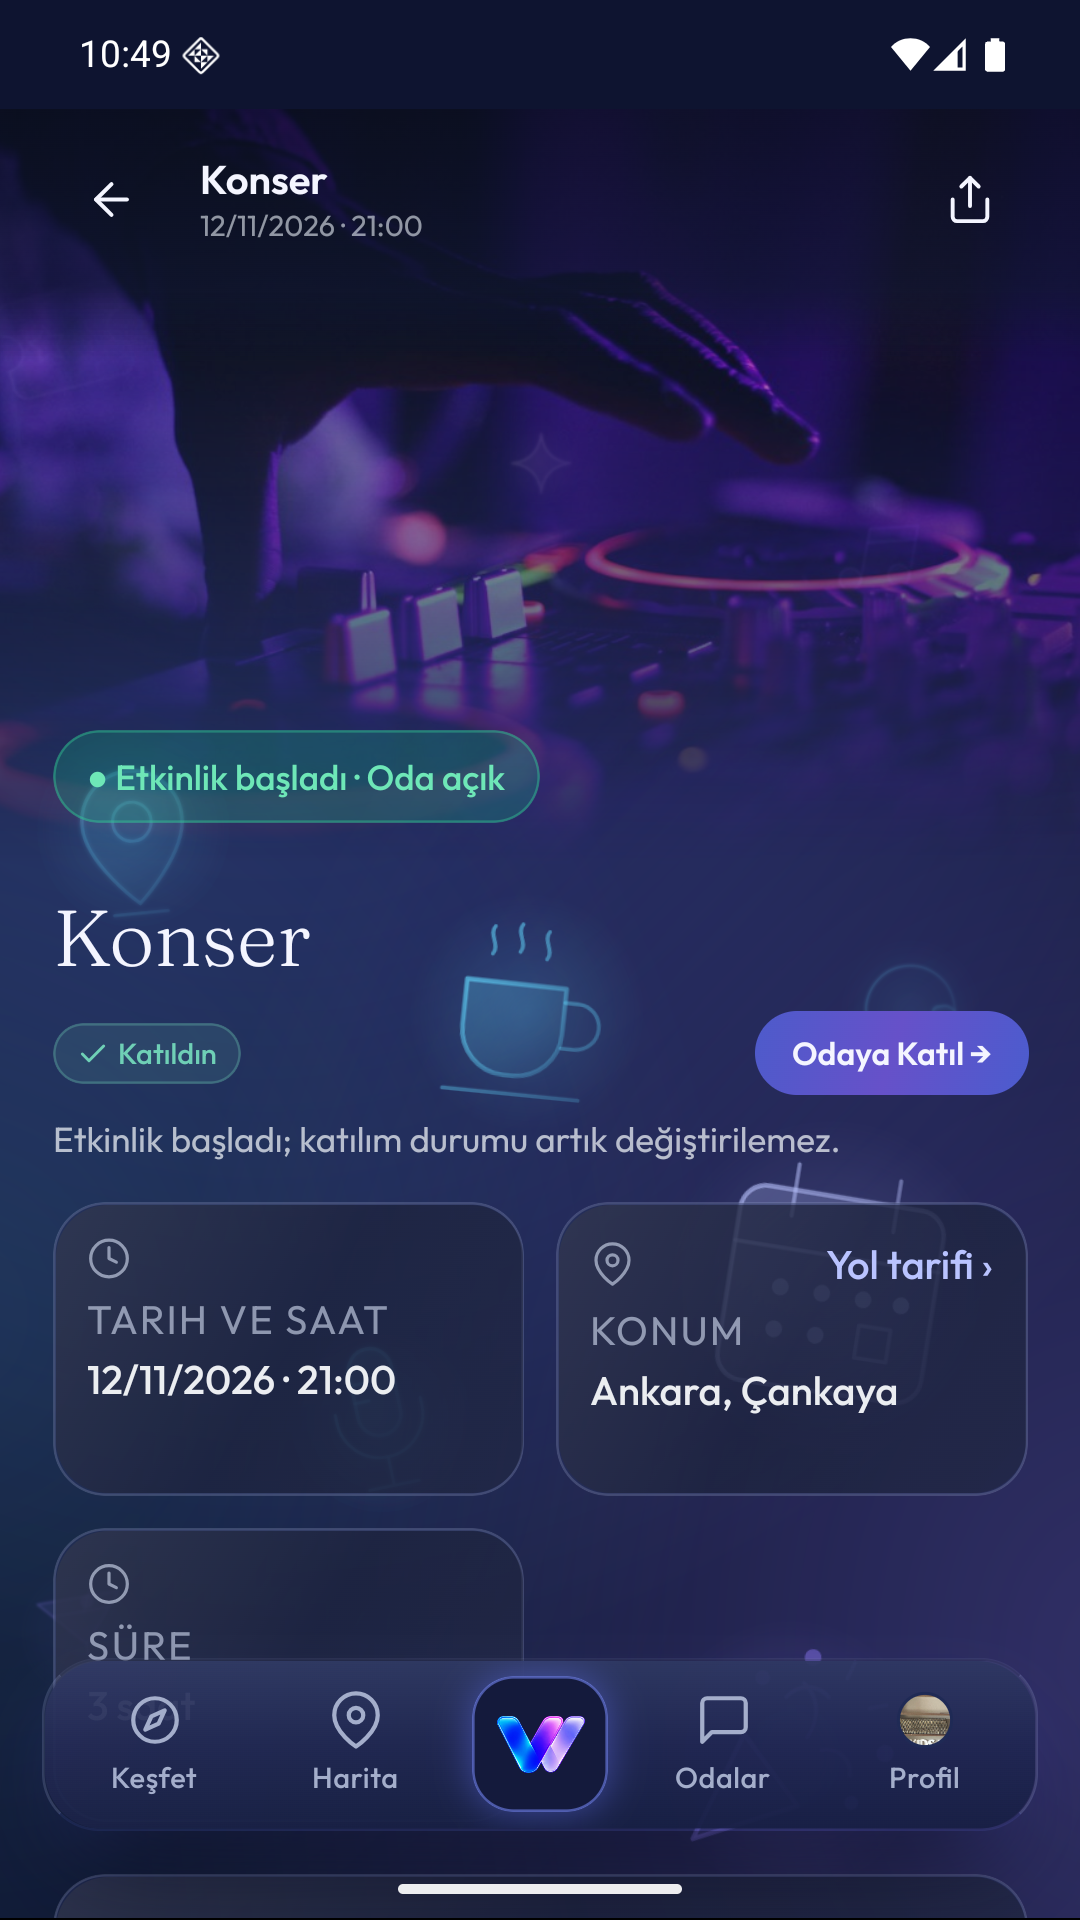 10:49
Konser
12/11/2026 · 21:00
Etkinlik başladı · Oda açık
Konser
Katıldın
Odaya Katıl →
Etkinlik başladı; katılım durumu artık değiştirilemez.
TARIH VE SAAT
12/11/2026 · 21:00
Yol tarifi ›
KONUM
Ankara, Çankaya
SÜRE
3 saat
Keşfet
Harita
Odalar
Profil